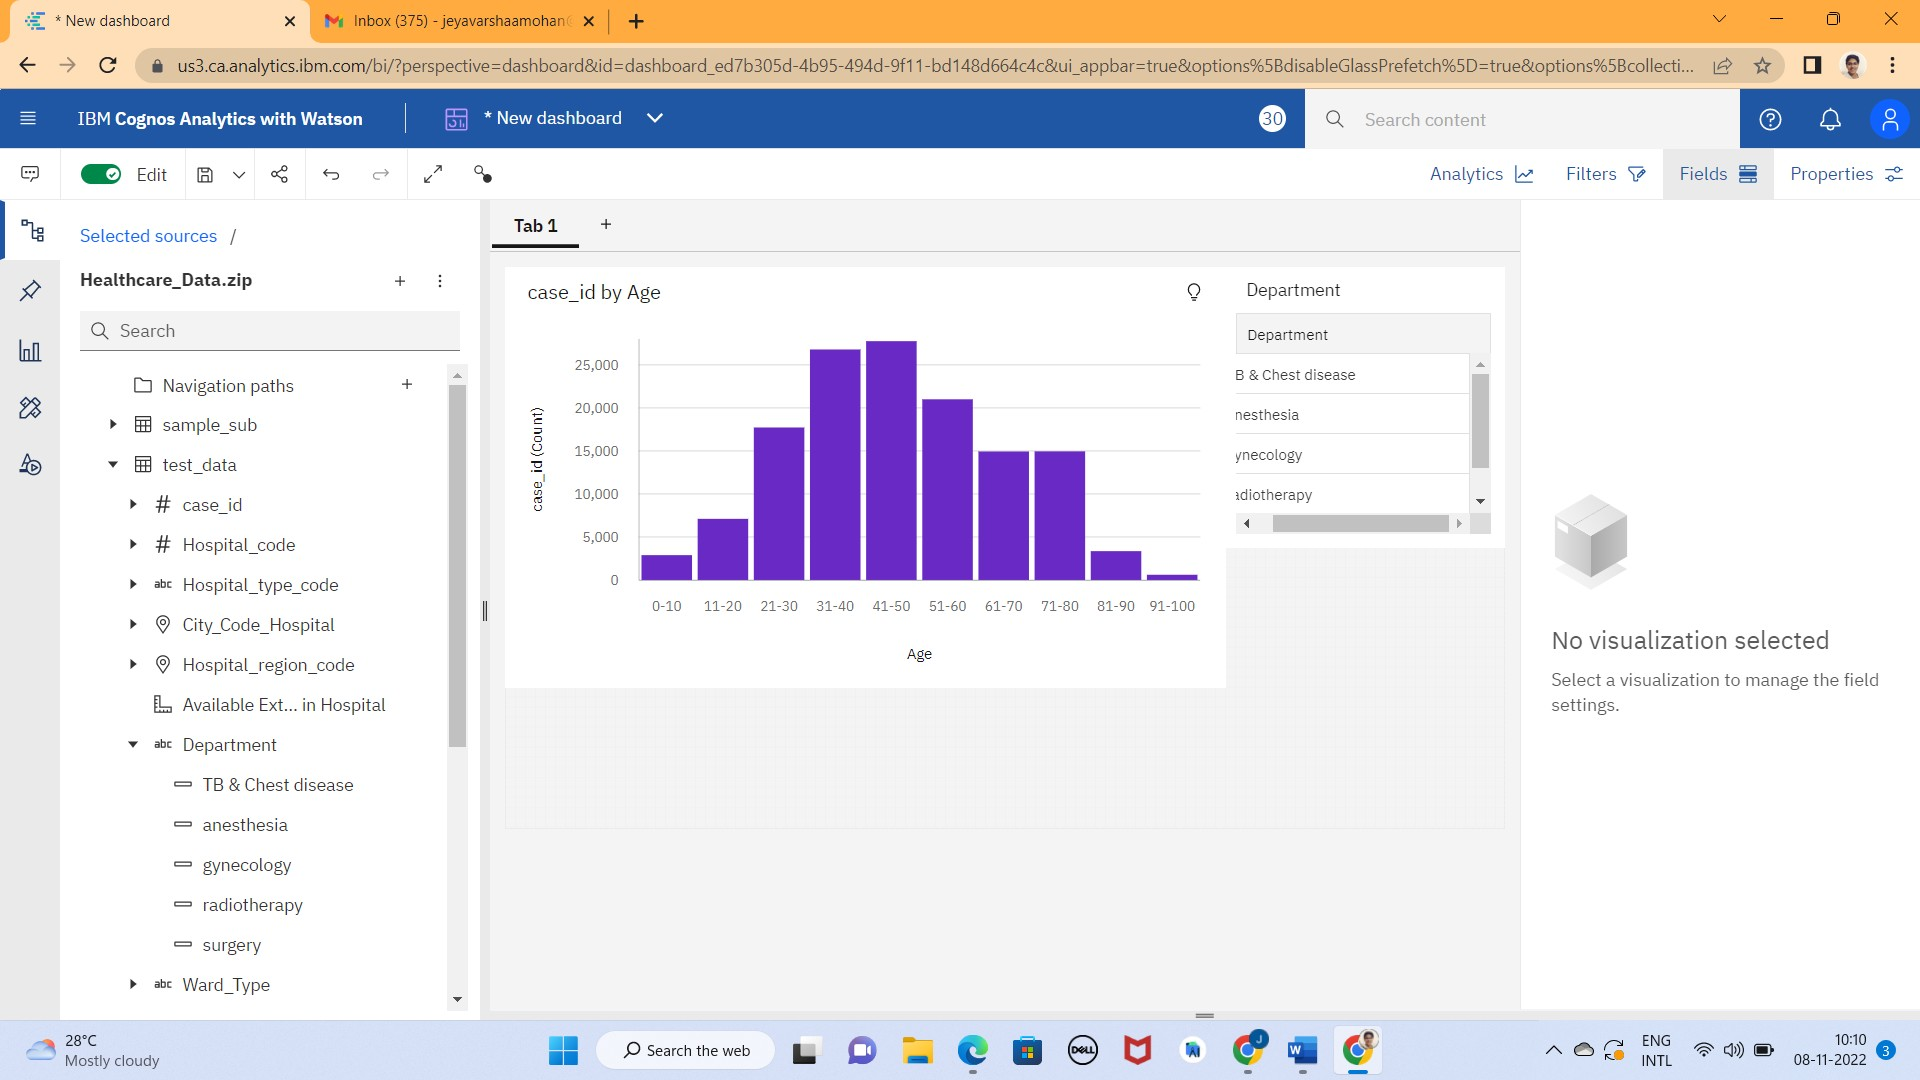 * New dashboard
Inbox (375) - jeyavarshaamohan
us3.ca.analytics.ibm.com/bi/?perspective=dashboard&id=dashboard_ed7b305d-4b95-494d-9f11-bd148d664c4c&ui_appbar=true&options%5BdisableGlassPrefetch%5D=true&options%5Bcollecti...
IBM Cognos Analytics with Watson
* New dashboard
30
Search content
Edit
Analytics
Filters
Fields
Properties
Selected sources /
Healthcare_Data.zip
Search
Navigation paths
sample_sub
test_data
# case_id
# Hospital_code
abc Hospital_type_code
City_Code_Hospital
Hospital_region_code
Available Ext... in Hospital
abc Department
TB & Chest disease
anesthesia
gynecology
radiotherapy
surgery
abc Ward_Type
Tab 1
case_id by Age
case_id (Count)
25,000
20,000
15,000
10,000
5,000
0
0-10 11-20 21-30 31-40 41-50 51-60 61-70 71-80 81-90 91-100
Age
Department
Department
B & Chest disease
nesthesia
ynecology
adiotherapy
No visualization selected
Select a visualization to manage the field
settings.
28°C
Mostly cloudy
Search the web
DELL
J
W
ENG
INTL
10:10
08-11-2022
3